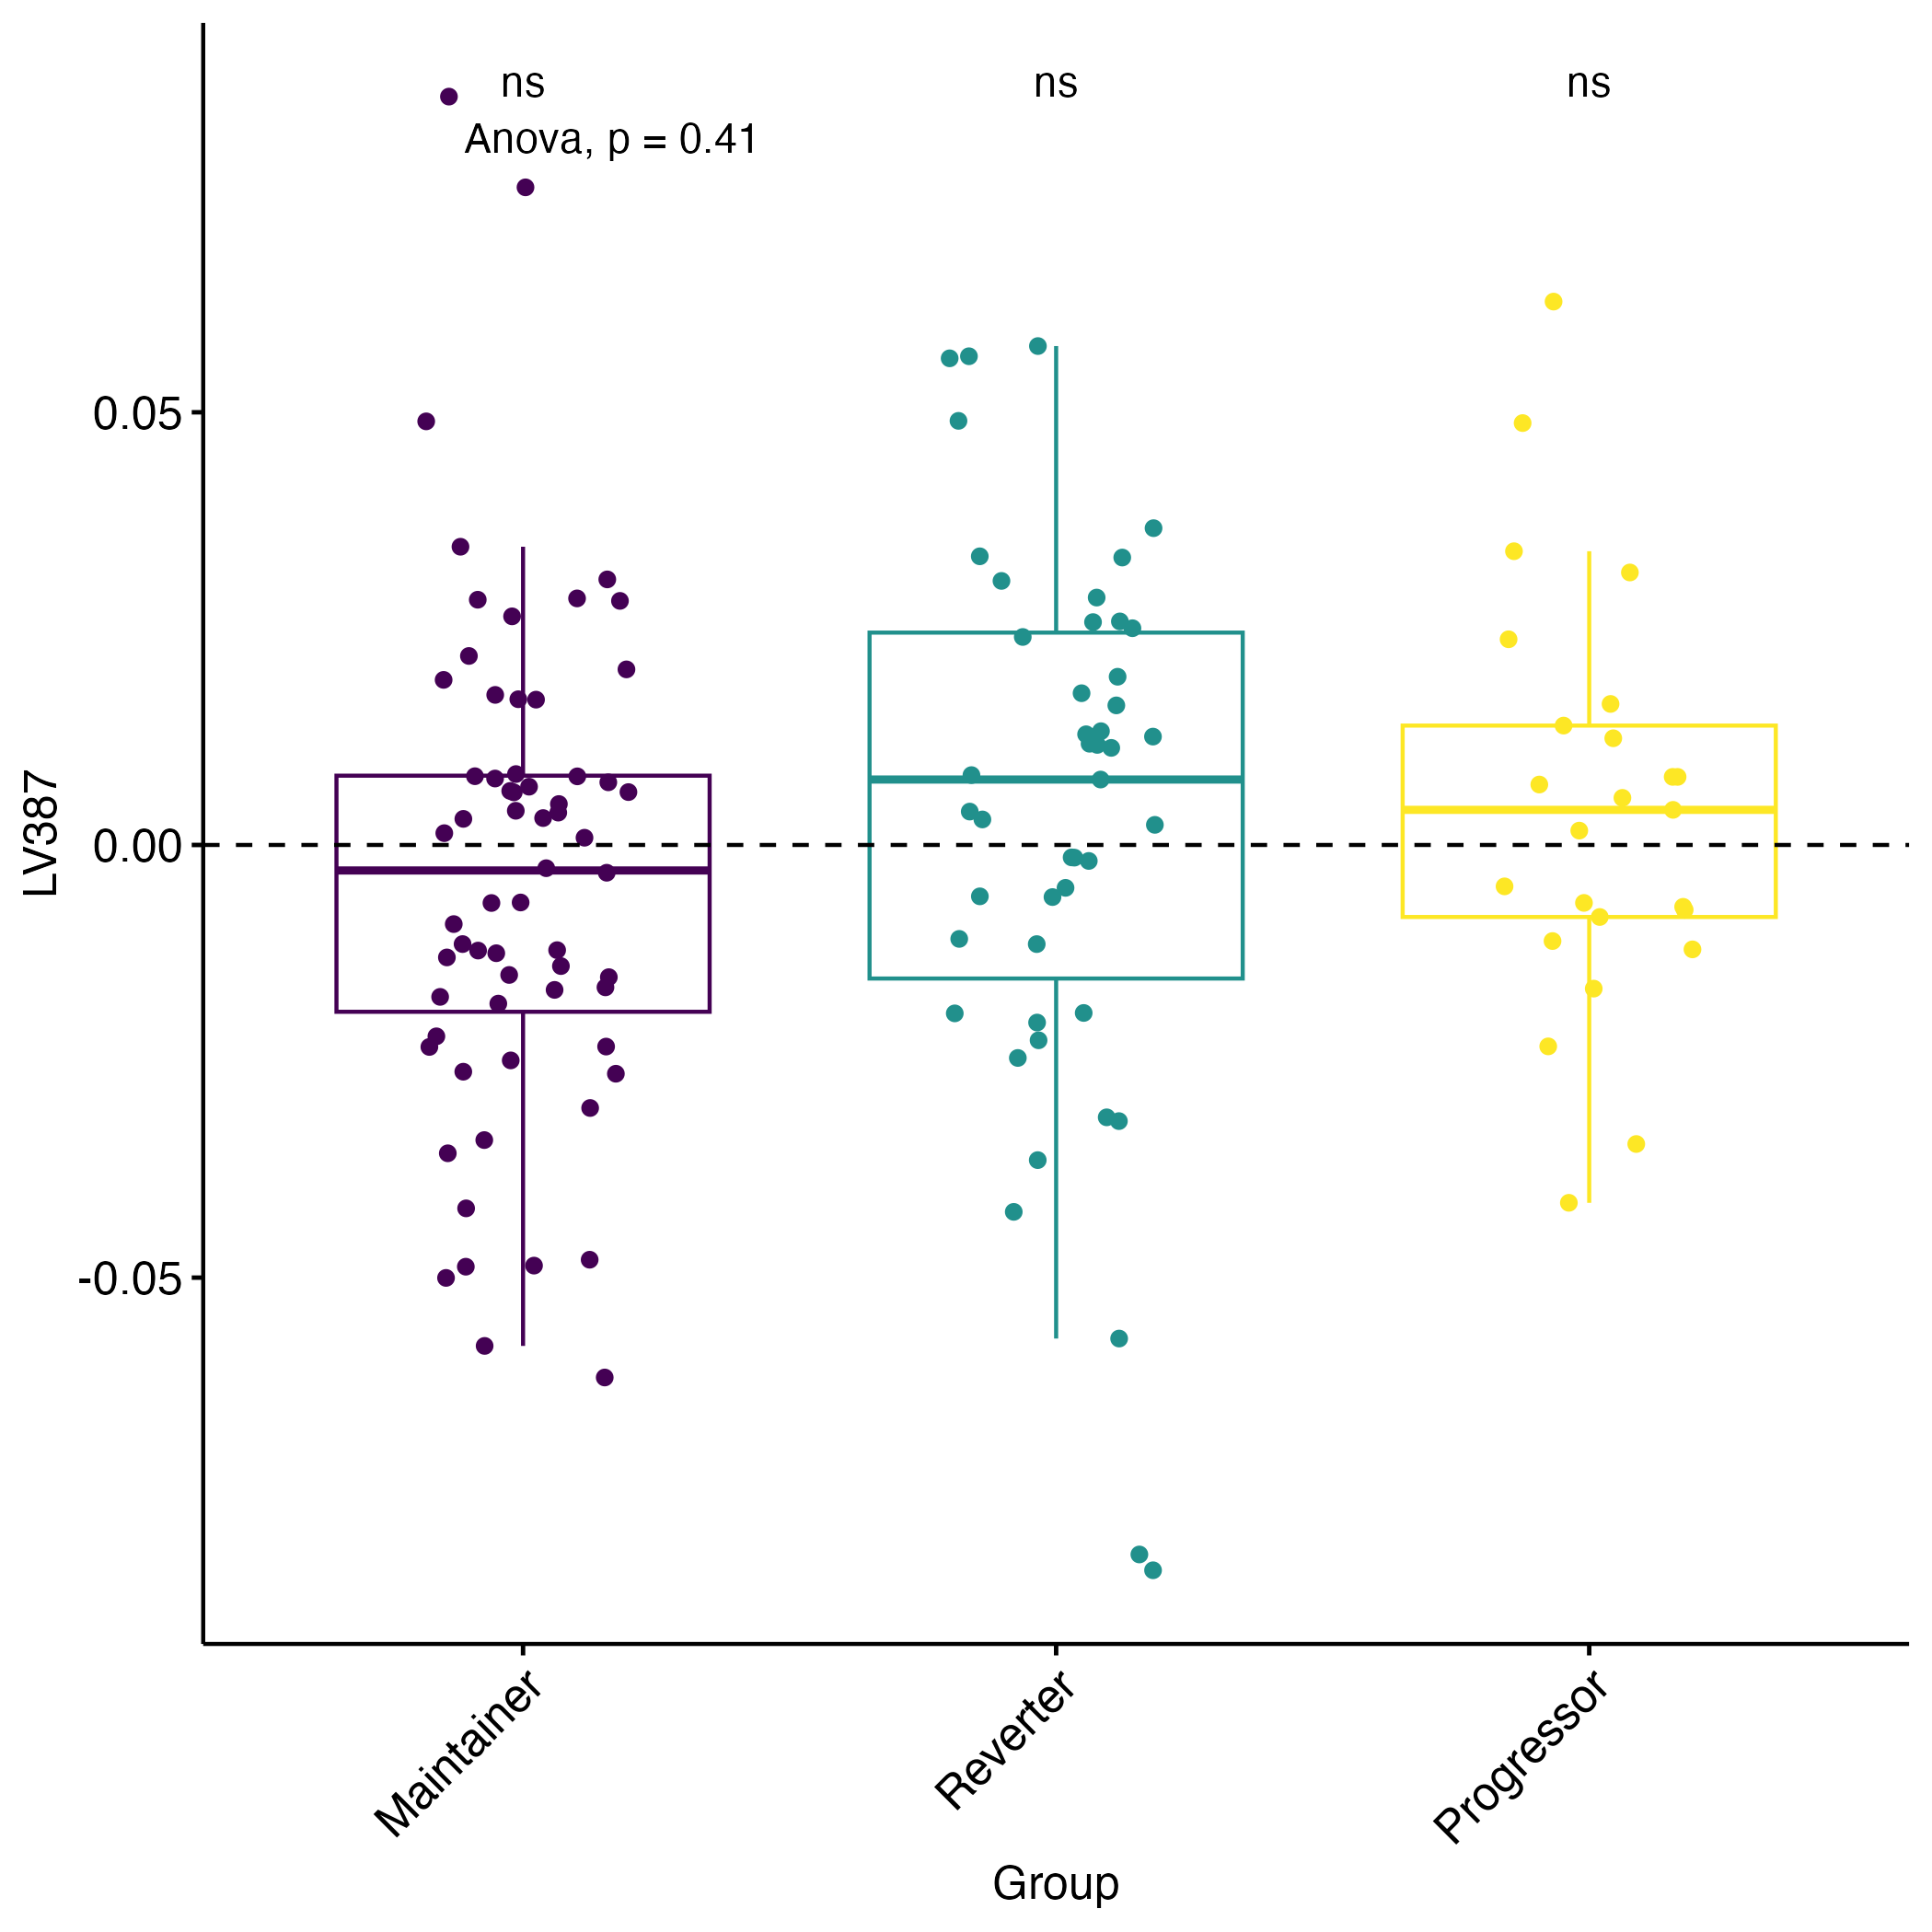 ns ns ns
Anova, p = 0.41
0.05
0.00
-0.05
LV387
Maintainer
Reverter
Progressor
Group